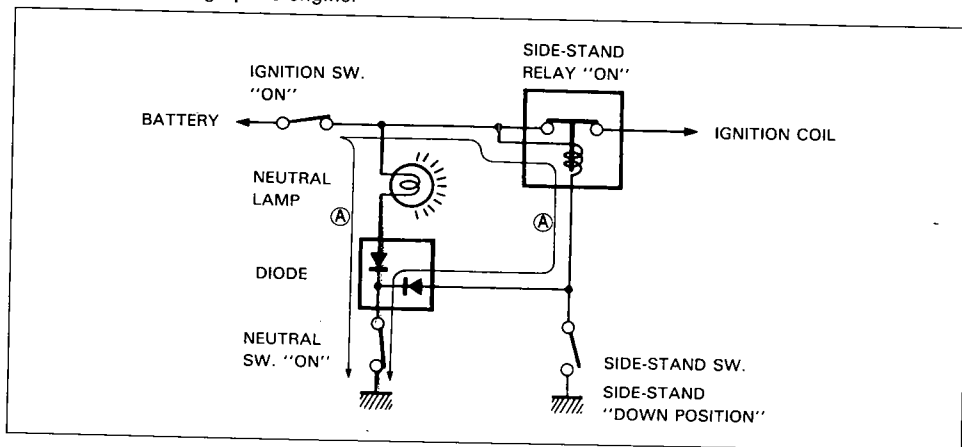 SIDE-STAND
RELAY "ON"
IGNITION SW.
"ON"
BATTERY
IGNITION COIL
NEUTRAL
LAMP
A
A
DIODE
NEUTRAL
SW. "ON"
SIDE-STAND SW.
SIDE-STAND
"DOWN POSITION"